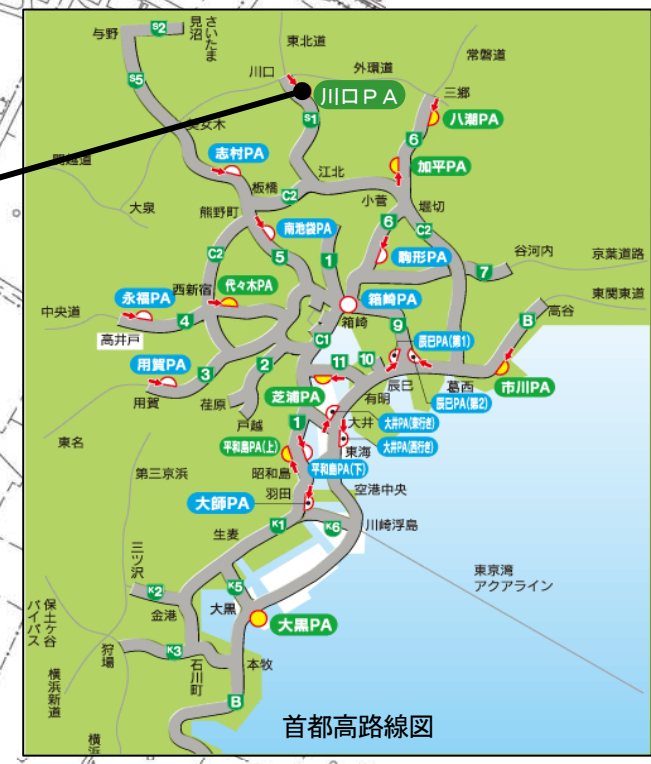 S2
与野
見沼
さいたま
東北道
常磐道
川口
外環道
S5
川口PA
三郷
S1
八潮PA
美女木
6
志村PA
加平PA
関越道
板橋
江北
C2
大泉
熊野町
小菅
堀切
6
C2
南池袋PA
C2
5
1
駒形PA
谷河内
京葉道路
7
西新宿
代々木PA
東関東道
永福PA
箱崎PA
高谷
中央道
4
箱崎
9
B
高井戸
C1
辰巳PA(第1)
用賀PA
3
2
11
10
辰巳
葛西
市川PA
用賀
荏原
芝浦PA
有明
辰巳PA(第2)
戸越
1
大井
大井PA(東行き)
東名
平和島PA(上)
東海
大井PA(西行き)
第三京浜
昭和島
平和島PA(下)
羽田
空港中央
大師PA
K1
K6
川崎浮島
生麦
三ツ沢
東京湾
アクアライン
K2
K5
金港
大黒
大黒PA
保土ケ谷
バイパス
狩場
K3
石川町
本牧
横浜新道
B
横浜
首都高路線図